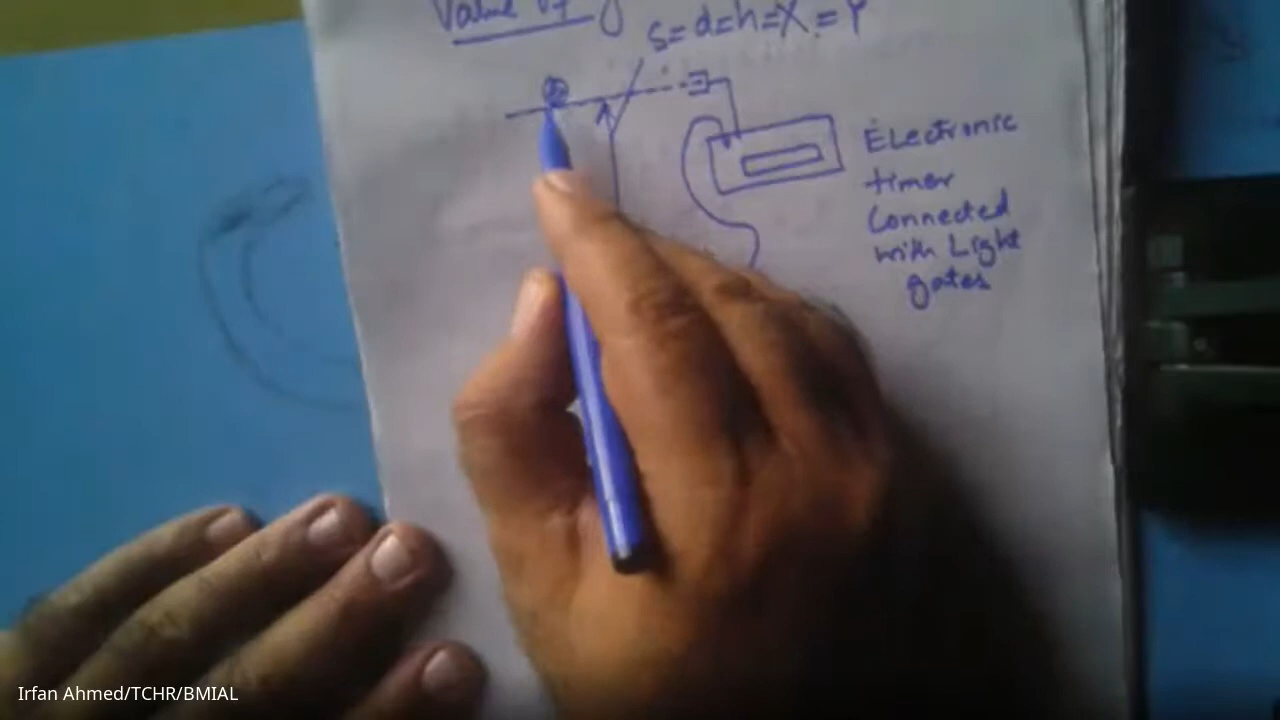 Value of g
s=d=h=X=Y
Electronic
timer
Connected
with Light
gates
Irfan Ahmed/TCHR/BMIAL